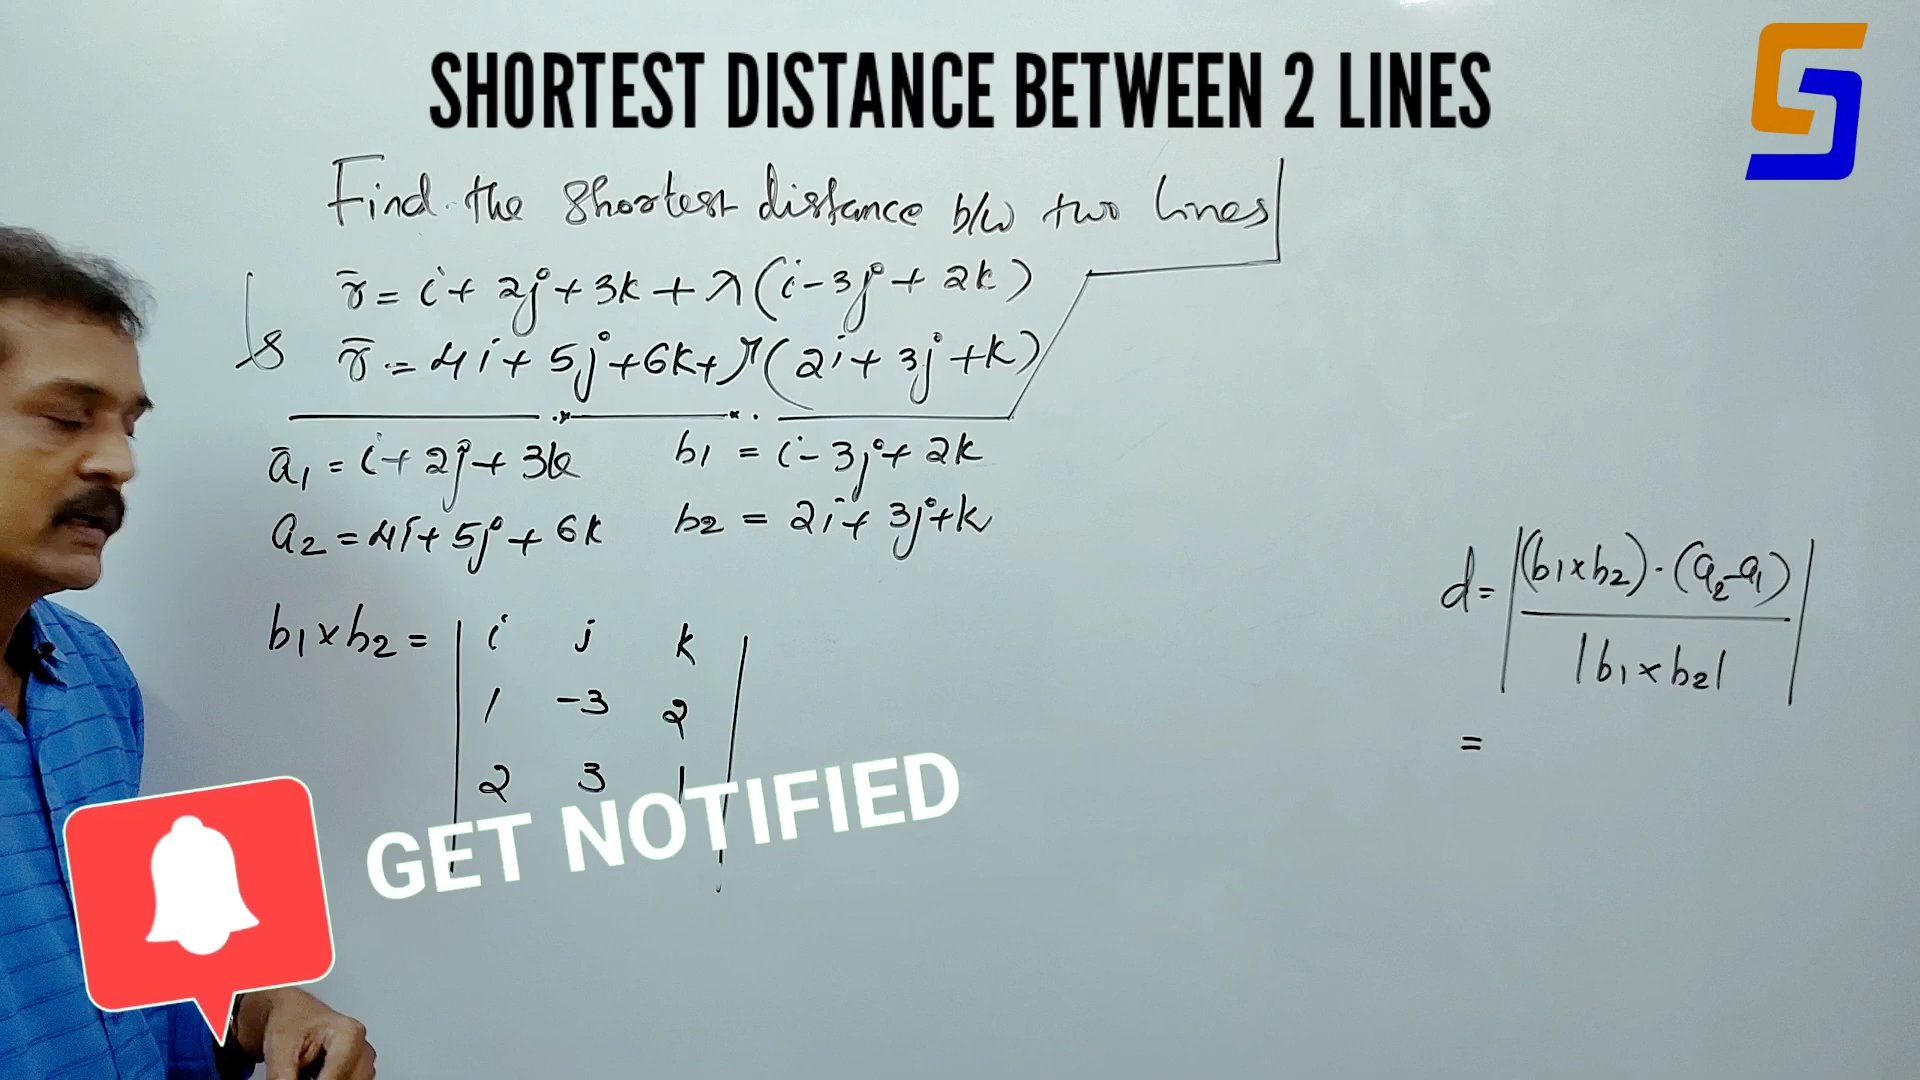 SHORTEST DISTANCE BETWEEN 2 LINES
Find the shortest distance b/w two lines
r̄ = i + 2j + 3k + λ(i - 3j + 2k)
& r̄ = 4i + 5j + 6k + μ(2i + 3j + k)
ā1 = i + 2j + 3k b1 = i - 3j + 2k
a2 = 4i + 5j + 6k b2 = 2i + 3j + k
d = |(b1 x b2) . (a2 - a1)
|b1 x b2| |
=
b1 x b2 = | i j k |
1 -3 2
2 3 1
GET NOTIFIED